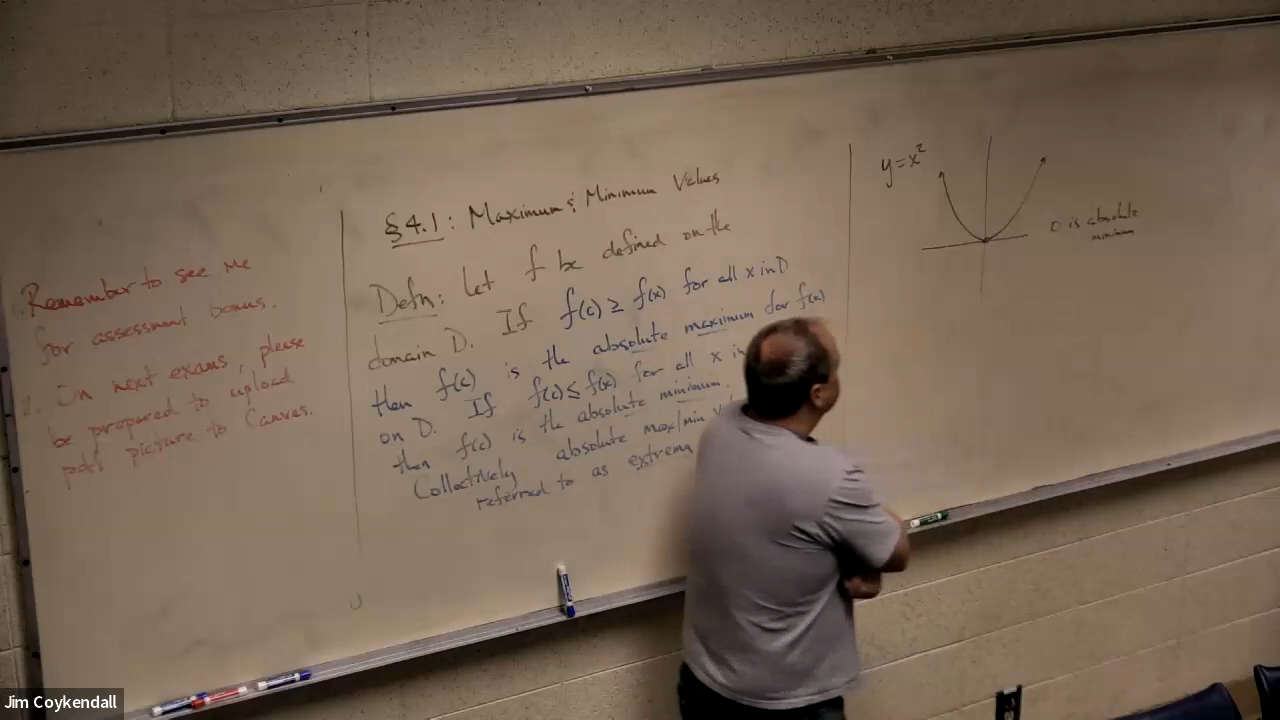 1. Remember to see me
for assessment bonus.
2. On next exams, please
be prepared to upload
pdf picture to Canvas.
§4.1: Maximum & Minimum Values
Defn: Let f be defined on the
domain D. If f(c) ≥ f(x) for all x in D
then f(c) is the absolute maximum for f(x)
on D. If f(c) ≤ f(x) for all x in
then f(c) is the absolute minimum.
Collectively absolute max/min
referred to as extrema
y=x²
0 is absolute
minimum
Jim Coykendall